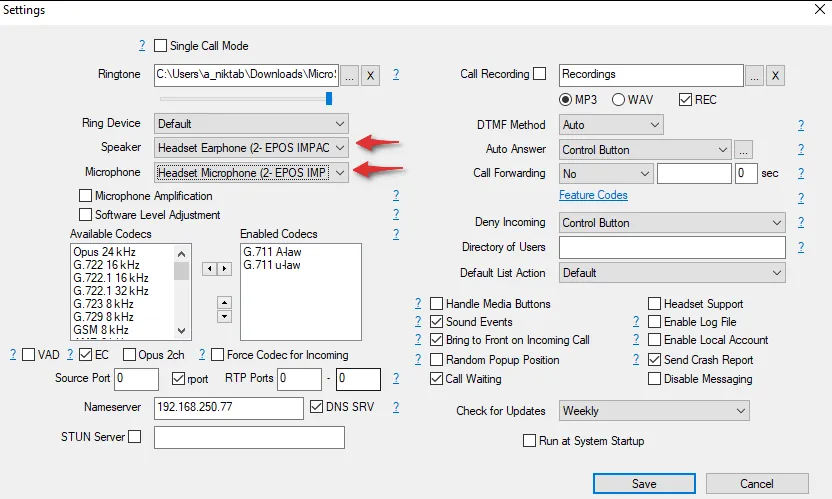 Settings
? Single Call Mode
Ringtone C:\Users\a_niktab\Downloads\Micro ... X ?
Ring Device Default
Speaker Headset Earphone (2- EPOS IMPAC
Microphone Headset Microphone (2- EPOS IMP
Microphone Amplification ?
Software Level Adjustment ?
Available Codecs Enabled Codecs ?
Opus 24 kHz
G.722 16 kHz
G.722.1 16 kHz
G.722.1 32 kHz
G.723 8 kHz
G.729 8 kHz
GSM 8 kHz
G.711 A-law
G.711 u-law
? VAD ? EC Opus 2ch ? Force Codec for Incoming
Source Port 0 rport RTP Ports 0 - 0 ?
Nameserver 192.168.250.77 DNS SRV ?
STUN Server
Call Recording Recordings ... X
MP3 WAV REC
DTMF Method Auto ?
Auto Answer Control Button ... ?
Call Forwarding No 0 sec ?
Feature Codes ?
Deny Incoming Control Button ?
Directory of Users ?
Default List Action Default
? Handle Media Buttons Headset Support
? Sound Events ? Enable Log File
? Bring to Front on Incoming Call ? Enable Local Account
? Random Popup Position ? Send Crash Report
? Call Waiting Disable Messaging
Check for Updates Weekly
Run at System Startup
Save Cancel